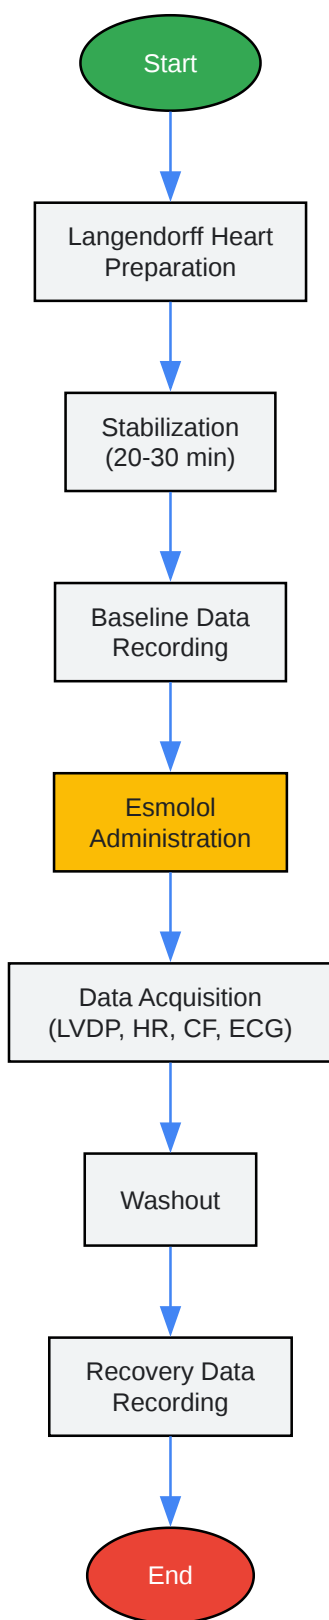 Start
Langendorff Heart
Preparation
Stabilization
(20-30 min)
Baseline Data
Recording
Esmolol
Administration
Data Acquisition
(LVDP, HR, CF, ECG)
Washout
Recovery Data
Recording
End